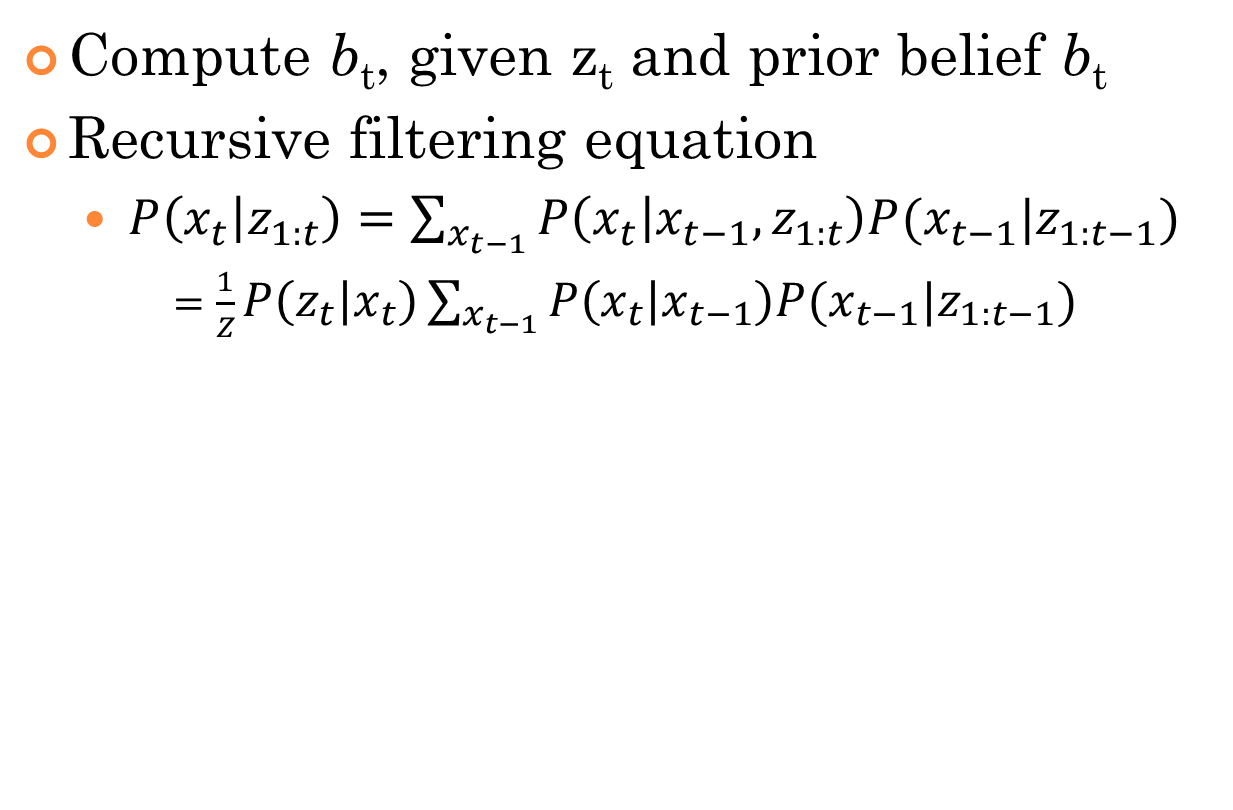 Compute b_t, given z_t and prior belief b_t
Recursive filtering equation
P(x_t|z_{1:t}) = ∑_{x_{t−1}} P(x_t|x_{t−1}, z_{1:t})P(x_{t−1}|z_{1:t−1})
= \frac{1}{Z}P(z_t|x_t) ∑_{x_{t−1}} P(x_t|x_{t−1})P(x_{t−1}|z_{1:t−1})